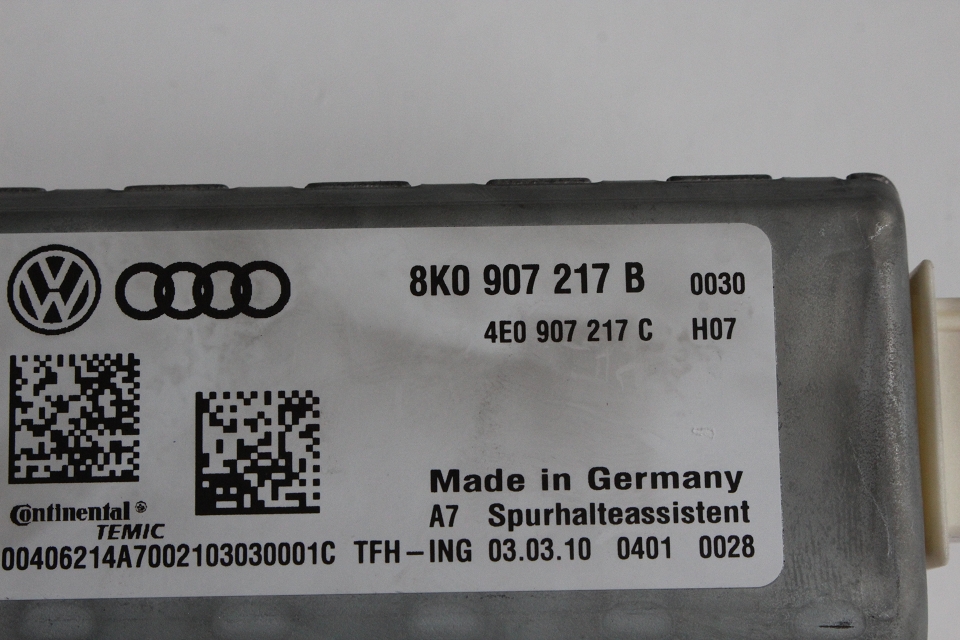 8K0 907 217 B 0030
4E0 907 217 C H07
Made in Germany
Continental
TEMIC
A7 Spurhalteassistent
00406214A7002103030001C TFH-ING 03.03.10 0401 0028